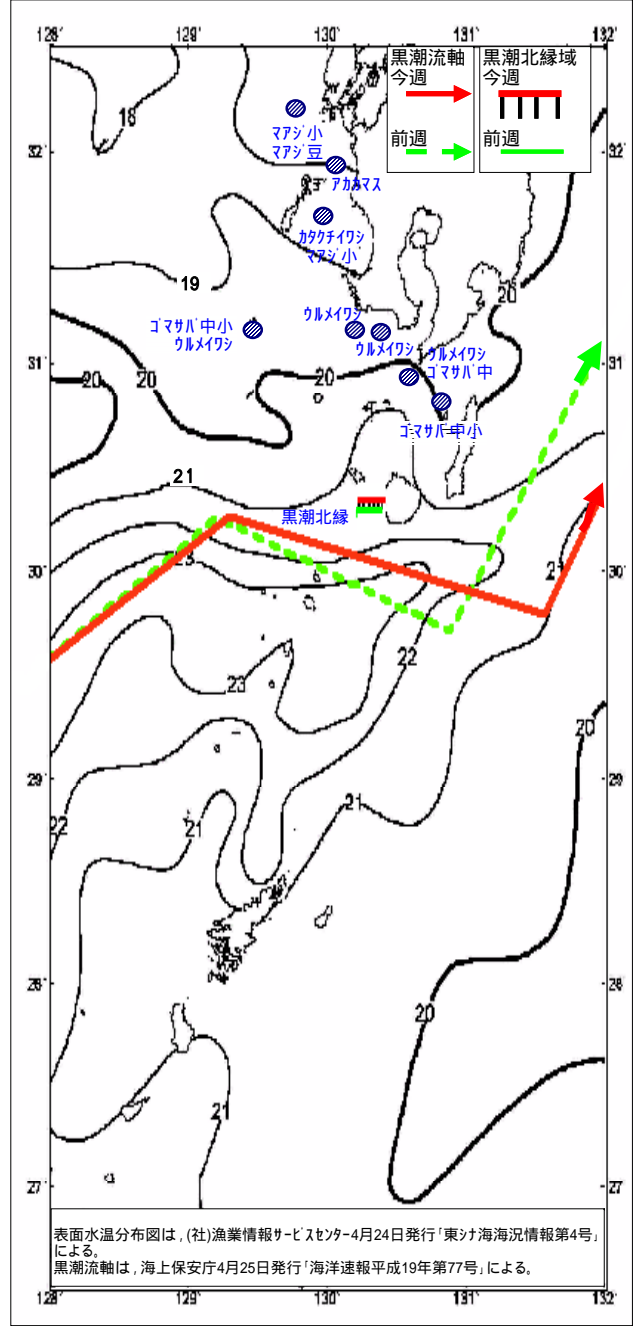 128° 129° 130° 131° 132°
黒潮流軸 黒潮北縁域
今週 今週
前週 前週
18
マアジ小
マアジ豆
32° アカカマス
カタクチイワシ
マアジ小
19
20
ゴマサバ中小
ウルメイワシ
ウルメイワシ
ウルメイワシ
ウルメイワシ
ゴマサバ中
31°
20 20 20
ゴマサバ中小
21
黒潮北縁
30°
23
21
22
23
20
29°
22 21 21
28°
20
21
27°
表面水温分布図は,(社)漁業情報サービスセンター4月24日発行「東シナ海海況情報第4号」
による。
黒潮流軸は,海上保安庁4月25日発行「海洋速報平成19年第77号」による。
128° 129° 130° 131° 132°